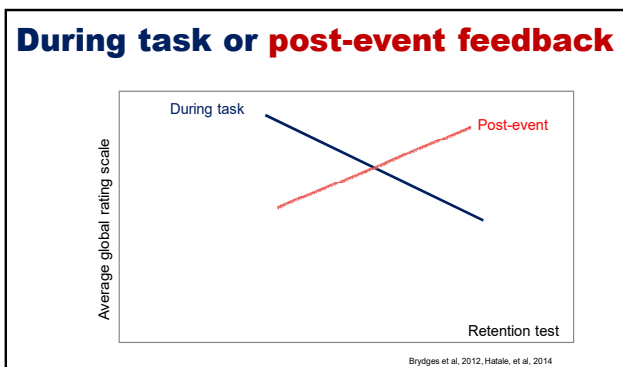 During task or post-event feedback
During task
Post-event
Average global rating scale
Retention test
Brydges et al, 2012, Hatale, et al, 2014